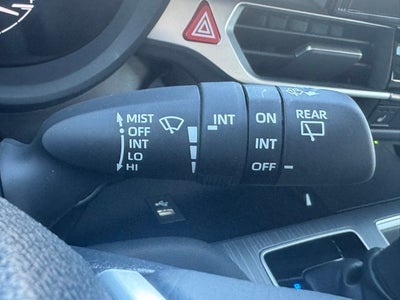 MIST
OFF
INT
LO
HI
INT
ON
INT
OFF
REAR